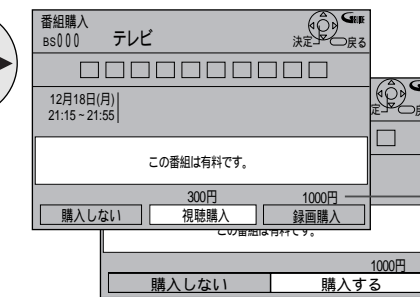 番組購入
BS000 テレビ
決定 戻る
12月18日(月)
21:15~21:55
この番組は有料です。
300円 1000円
購入しない 視聴購入 録画購入
この番組は有料です。
1000円
購入しない 購入する